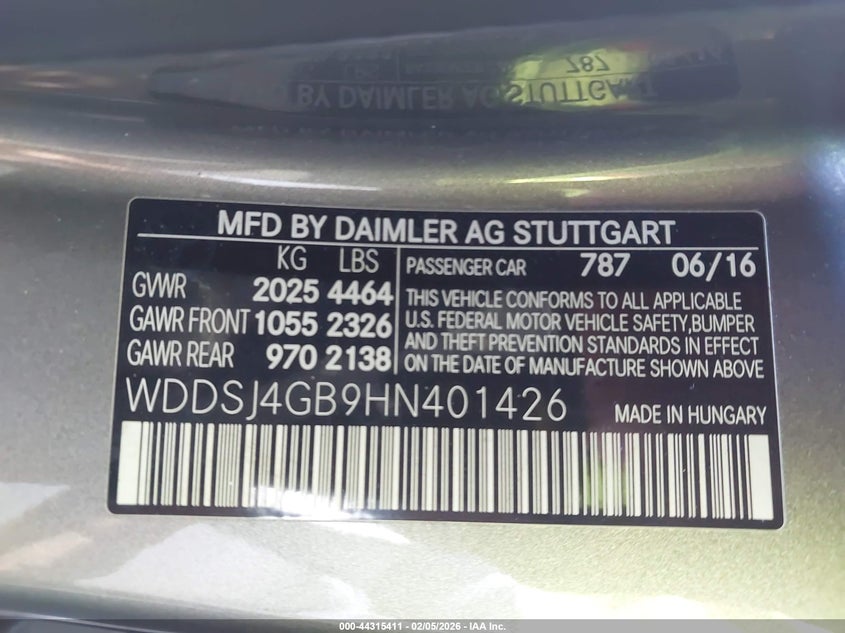 MFD BY DAIMLER AG STUTTGART
KG LBS
GVWR 2025 4464
GAWR FRONT 1055 2326
GAWR REAR 970 2138
PASSENGER CAR 787 06/16
THIS VEHICLE CONFORMS TO ALL APPLICABLE
U.S. FEDERAL MOTOR VEHICLE SAFETY,BUMPER
AND THEFT PREVENTION STANDARDS IN EFFECT
ON THE DATE OF MANUFACTURE SHOWN ABOVE
WDDSJ4GB9HN401426
MADE IN HUNGARY
000-44315411 - 02/05/2026 - IAA Inc.